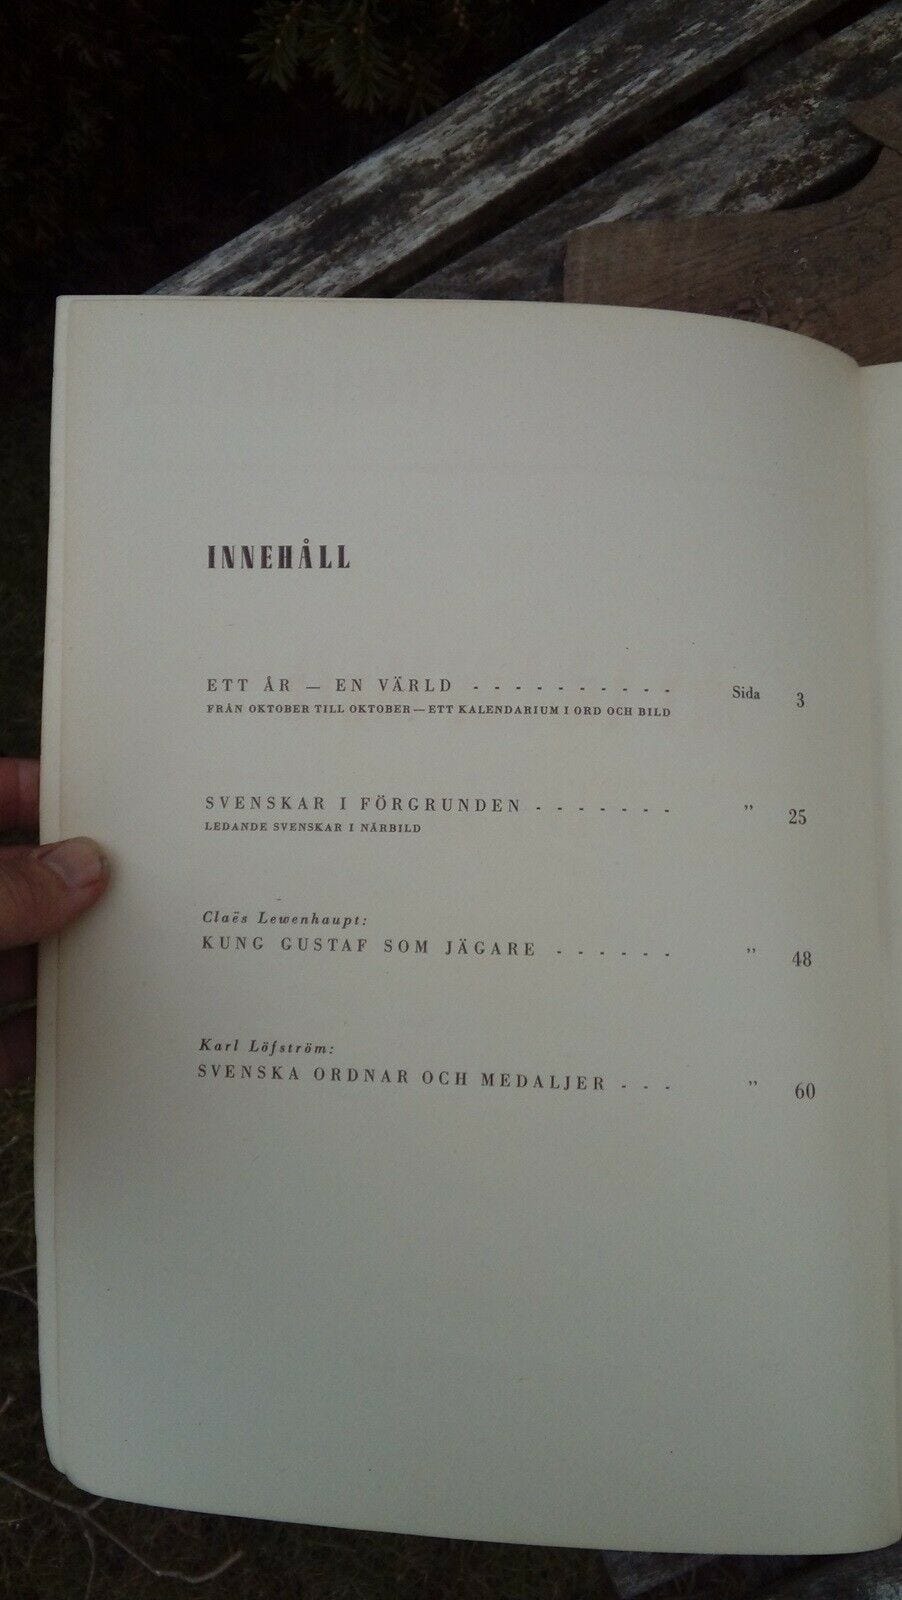 INNEHÅLL
ETT ÅR — EN VÄRLD - - - - - - - - - - Sida 3
FRÅN OKTOBER TILL OKTOBER — ETT KALENDARIUM I ORD OCH BILD
SVENSKAR I FÖRGRUNDEN - - - - - - - ” 25
LEDANDE SVENSKAR I NÄRBILD
Claës Lewenhaupt:
KUNG GUSTAF SOM JÄGARE - - - - - - ” 48
Karl Löfström:
SVENSKA ORDNAR OCH MEDALJER - - - ” 60